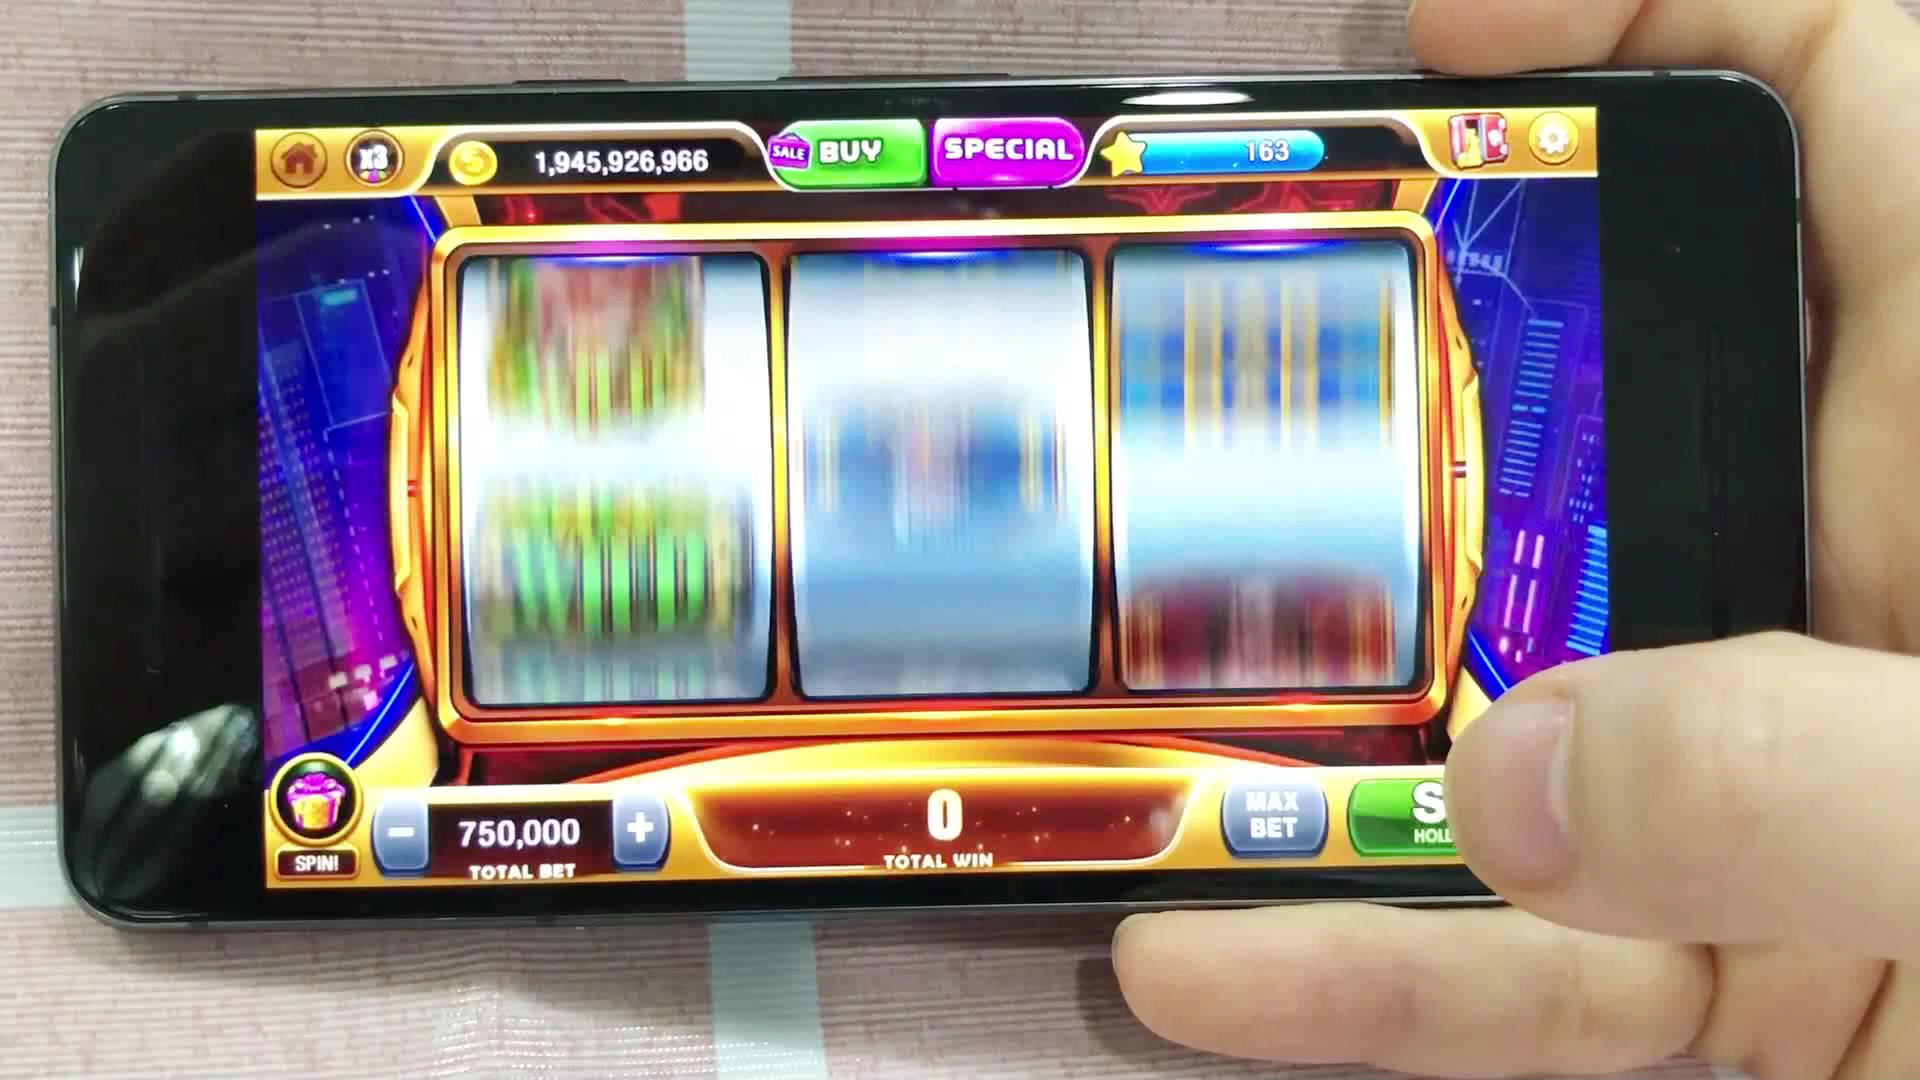 x3
1,945,926,966
SALE
BUY
SPECIAL
163
SPIN!
750,000
TOTAL BET
0
TOTAL WIN
MAX
BET
S
HOL